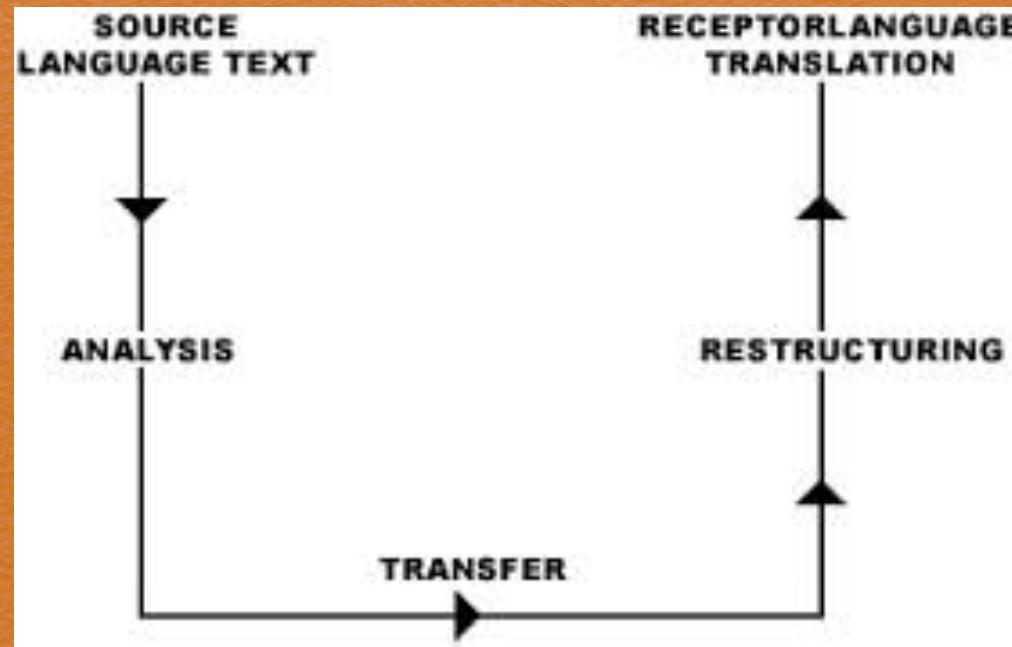 SOURCE
LANGUAGE TEXT
RECEPTORLANGUAGE
TRANSLATION
ANALYSIS
RESTRUCTURING
TRANSFER